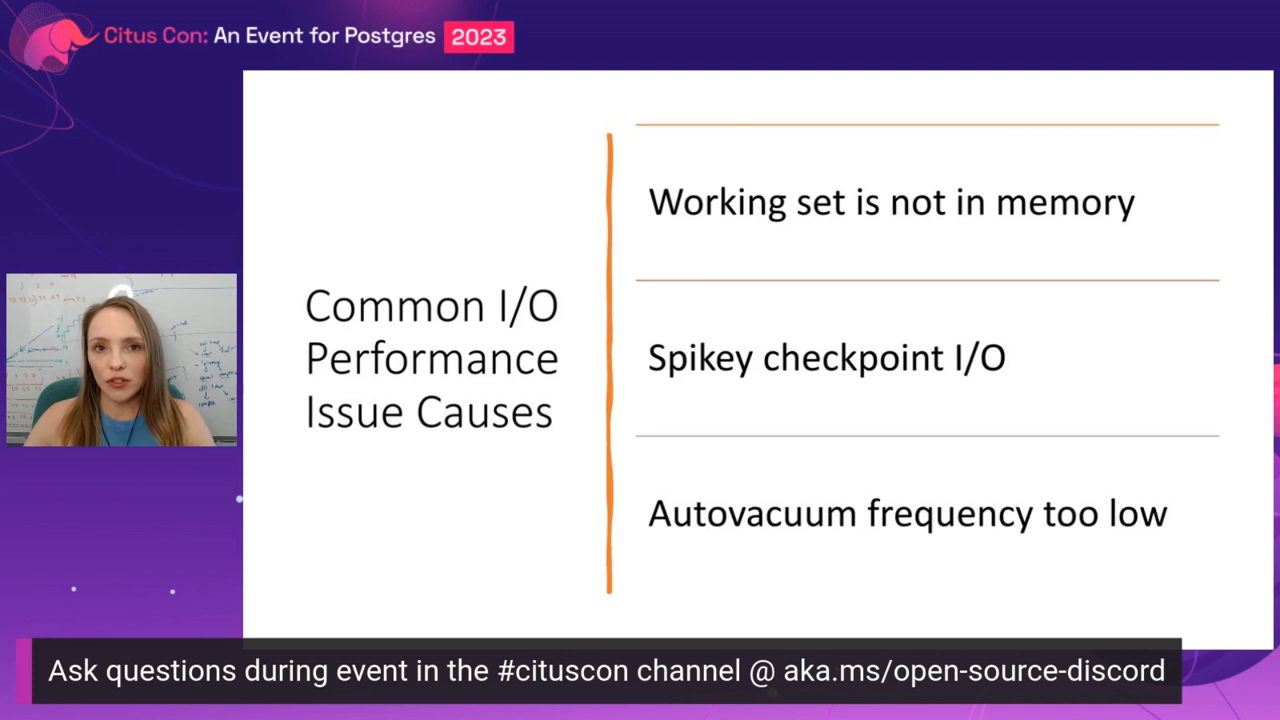 Citus Con: An Event for Postgres 2023
Common I/O
Performance
Issue Causes
Working set is not in memory
Spikey checkpoint I/O
Autovacuum frequency too low
Ask questions during event in the #cituscon channel @ aka.ms/open-source-discord